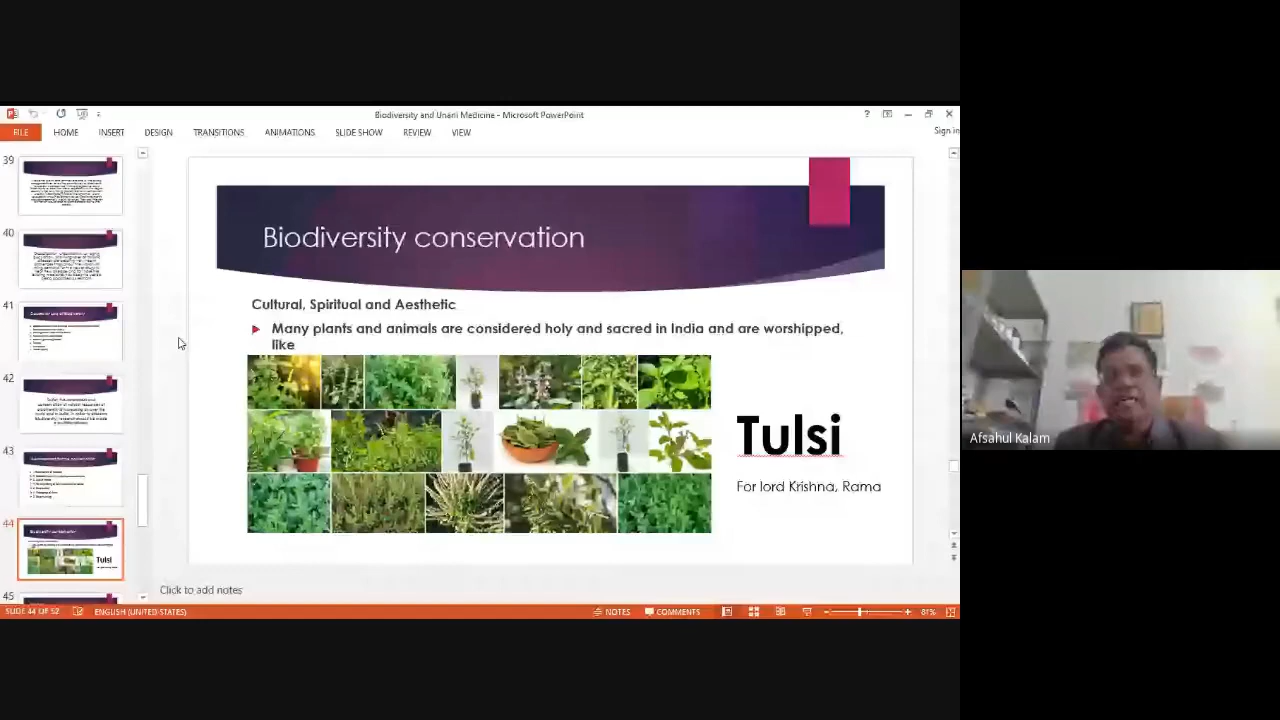 Biodiversity and Unani Medicine - Microsoft PowerPoint
FILE HOME INSERT DESIGN TRANSITIONS ANIMATIONS SLIDE SHOW REVIEW VIEW
Sign in
39
40
41
42
43
44
45
Biodiversity conservation
Cultural, Spiritual and Aesthetic
Many plants and animals are considered holy and sacred in India and are worshipped,
like
Tulsi
For lord Krishna, Rama
Afsahul Kalam
Click to add notes
SLIDE 44 OF 52 ENGLISH (UNITED STATES) NOTES COMMENTS 81%